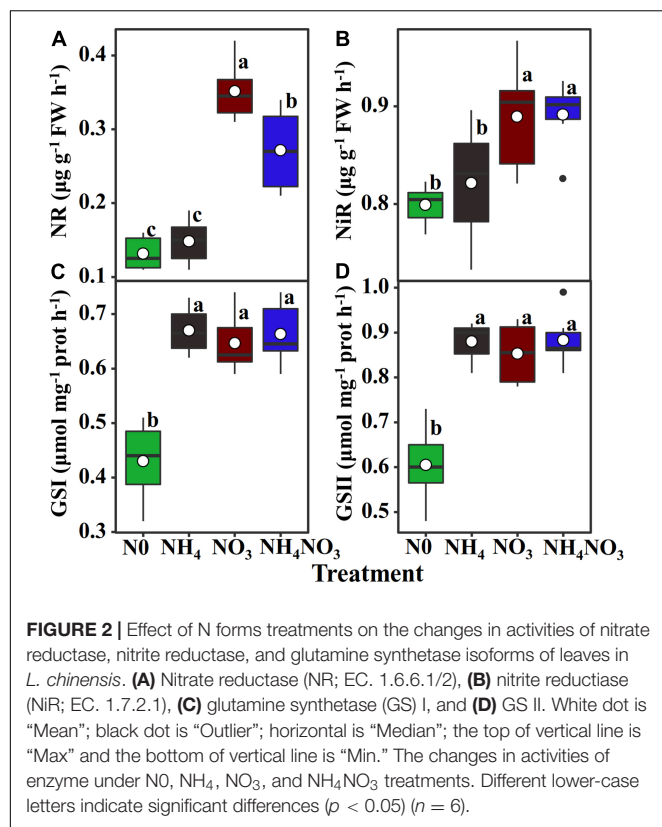 A
B
NR (µg g⁻¹ FW h⁻¹)
0.4
0.3
0.2
0.1
c
c
a
b
NiR (µg g⁻¹ FW h⁻¹)
0.9
0.8
b
b
a
a
C
D
GSI (µmol mg⁻¹ prot h⁻¹)
0.7
0.6
0.5
0.4
0.3
b
a
a
a
GSII (µmol mg⁻¹ prot h⁻¹)
1.0
0.9
0.8
0.7
0.6
0.5
b
a
a
a
N0 NH₄ NO₃ NH₄NO₃
N0 NH₄ NO₃ NH₄NO₃
Treatment
FIGURE 2 | Effect of N forms treatments on the changes in activities of nitrate
reductase, nitrite reductase, and glutamine synthetase isoforms of leaves in
L. chinensis. (A) Nitrate reductase (NR; EC. 1.6.6.1/2), (B) nitrite reductiase
(NiR; EC. 1.7.2.1), (C) glutamine synthetase (GS) I, and (D) GS II. White dot is
“Mean”; black dot is “Outlier”; horizontal is “Median”; the top of vertical line is
“Max” and the bottom of vertical line is “Min.” The changes in activities of
enzyme under N0, NH₄, NO₃, and NH₄NO₃ treatments. Different lower-case
letters indicate significant differences (p < 0.05) (n = 6).